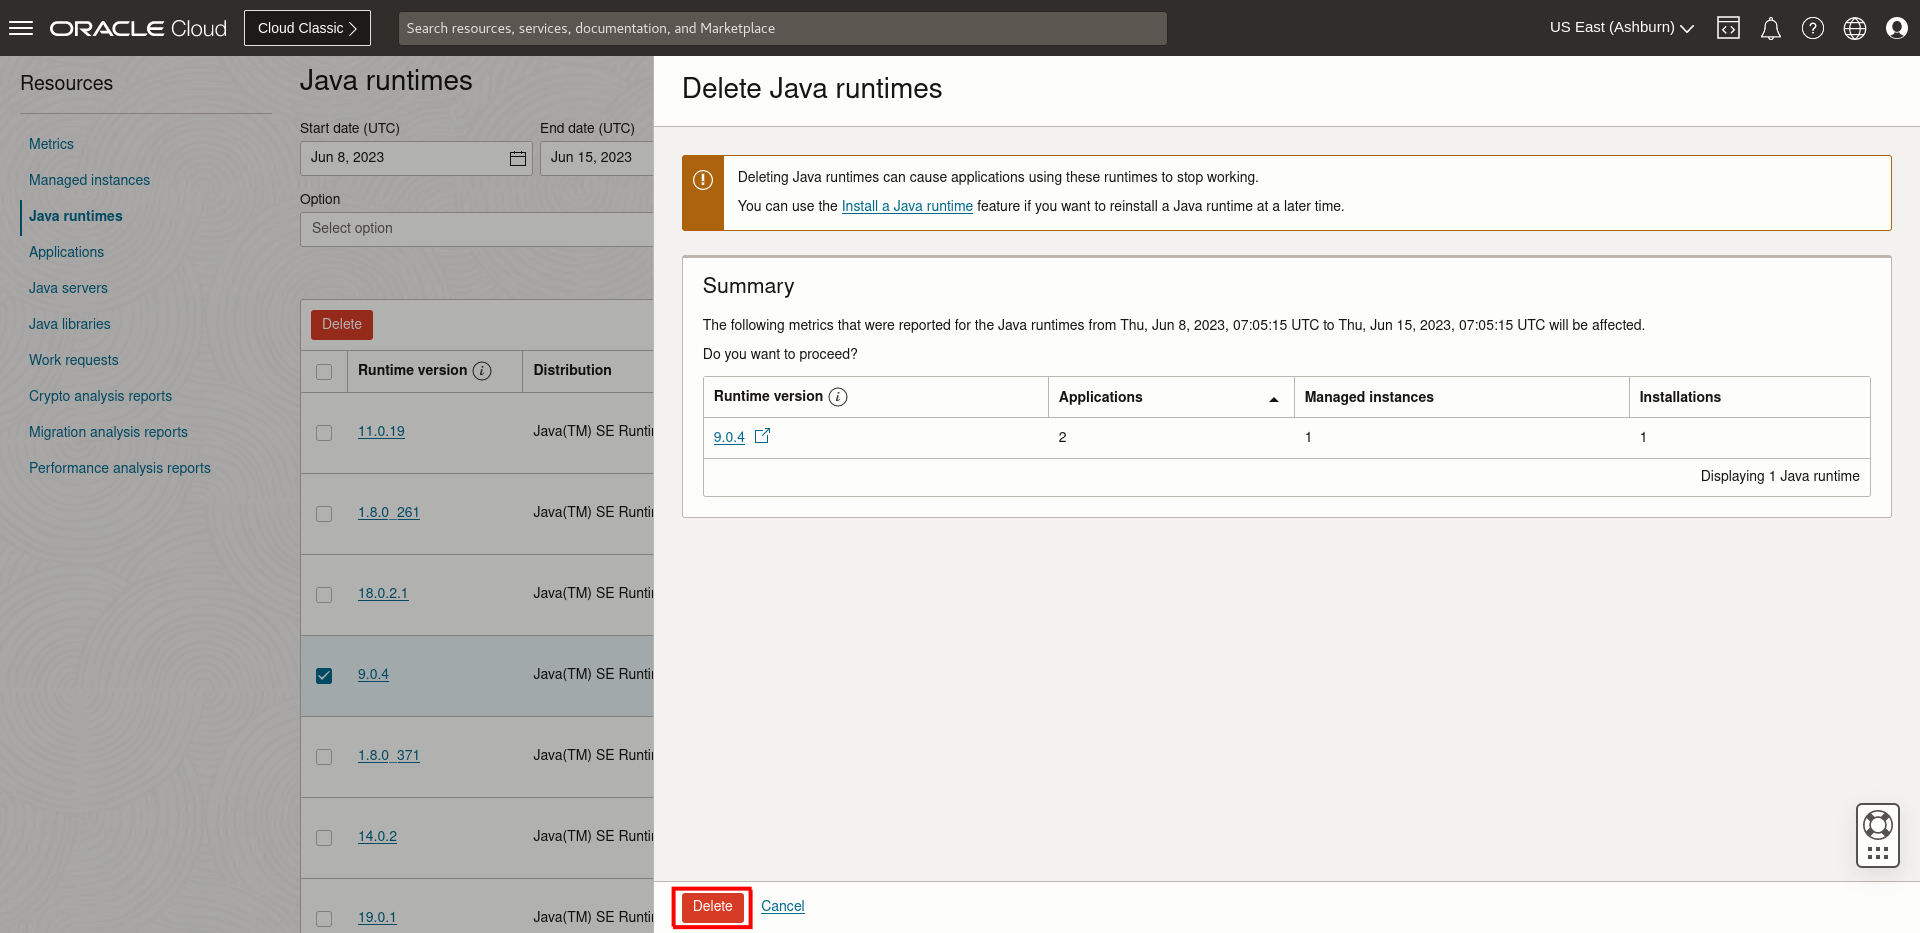 ORACLE Cloud
Cloud Classic
Search resources, services, documentation, and Marketplace
US East (Ashburn)
Resources
Metrics
Managed instances
Java runtimes
Applications
Java servers
Java libraries
Work requests
Crypto analysis reports
Migration analysis reports
Performance analysis reports
Java runtimes
Start date (UTC)
End date (UTC)
Jun 8, 2023
Jun 15, 2023
Option
Select option
Delete
Runtime version i
Distribution
11.0.19
Java(TM) SE Runti
1.8.0_261
Java(TM) SE Runti
18.0.2.1
Java(TM) SE Runti
9.0.4
Java(TM) SE Runti
1.8.0_371
Java(TM) SE Runti
14.0.2
Java(TM) SE Runti
19.0.1
Java(TM) SE Runti
Delete Java runtimes
Deleting Java runtimes can cause applications using these runtimes to stop working.
You can use the Install a Java runtime feature if you want to reinstall a Java runtime at a later time.
Summary
The following metrics that were reported for the Java runtimes from Thu, Jun 8, 2023, 07:05:15 UTC to Thu, Jun 15, 2023, 07:05:15 UTC will be affected.
Do you want to proceed?
Runtime version i
Applications
Managed instances
Installations
9.0.4
2
1
1
Displaying 1 Java runtime
Delete
Cancel